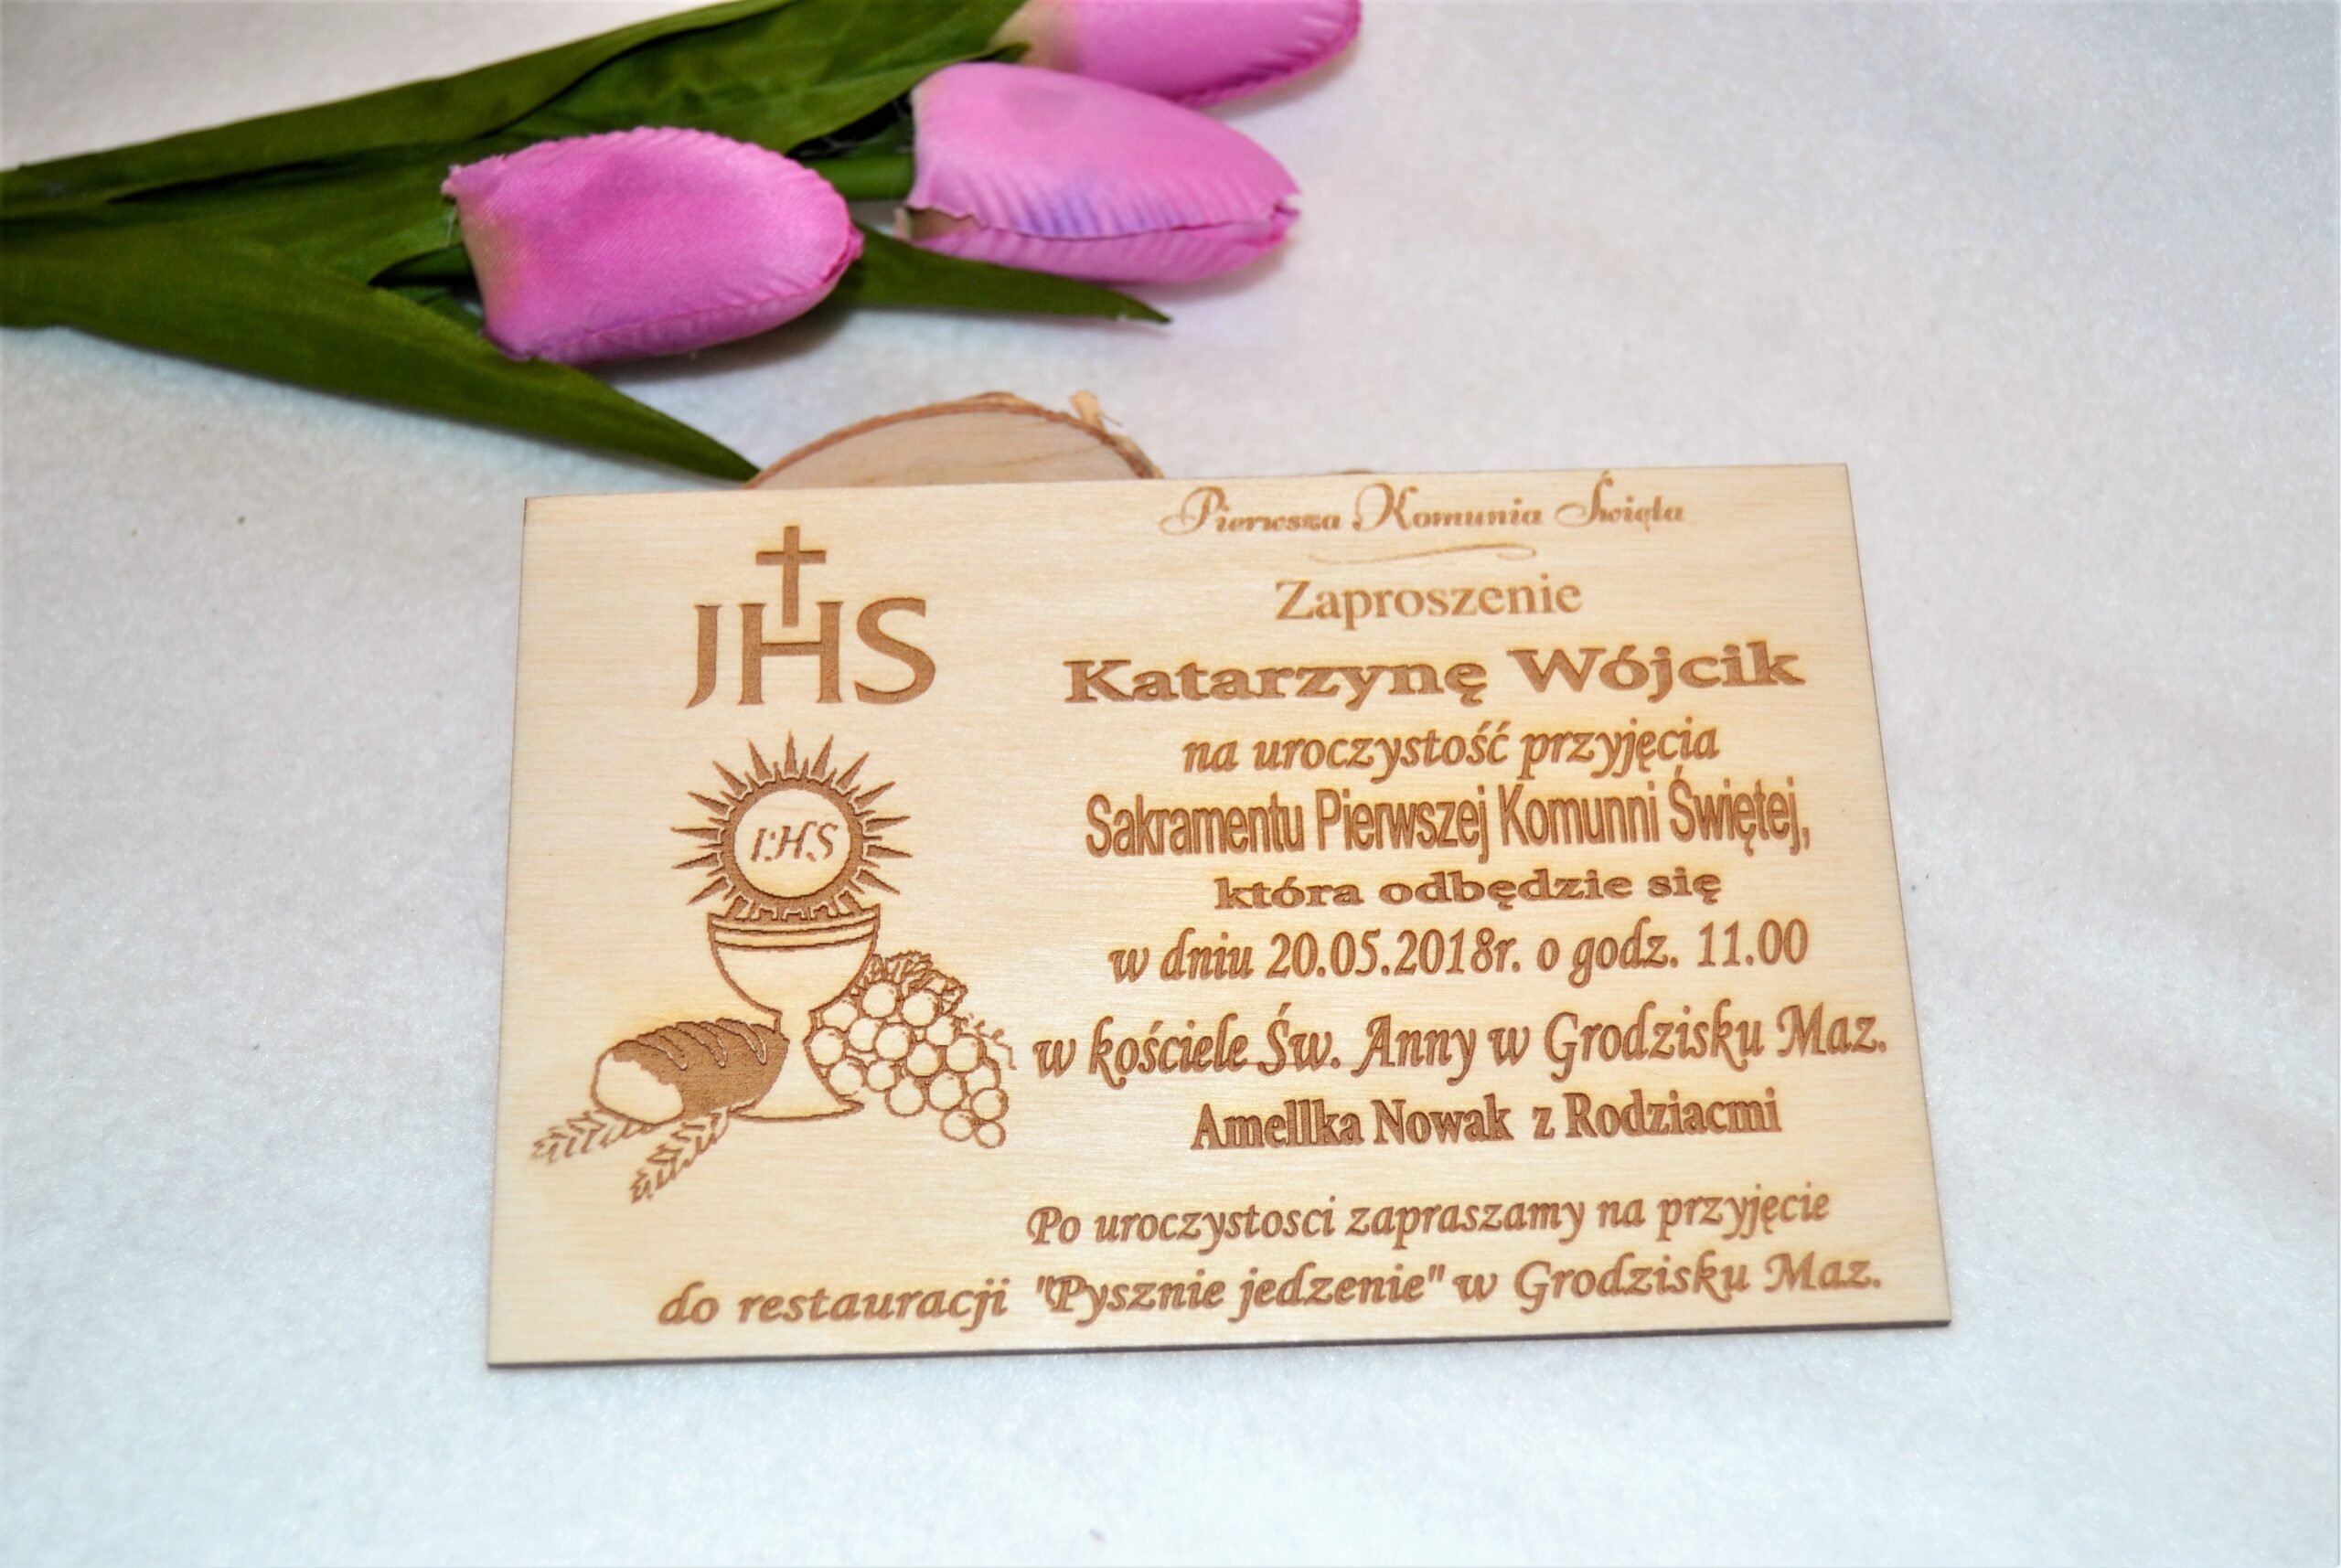 JHS
IHS
Pierwsza Komunia Święta
Zaproszenie
Katarzynę Wójcik
na uroczystość przyjęcia
Sakramentu Pierwszej Komunni Świętej,
która odbędzie się
w dniu 20.05.2018r. o godz. 11.00
w kościele Św. Anny w Grodzisku Maz.
Amellka Nowak z Rodziacmi
Po uroczystosci zapraszamy na przyjęcie
do restauracji "Pysznie jedzenie" w Grodzisku Maz.